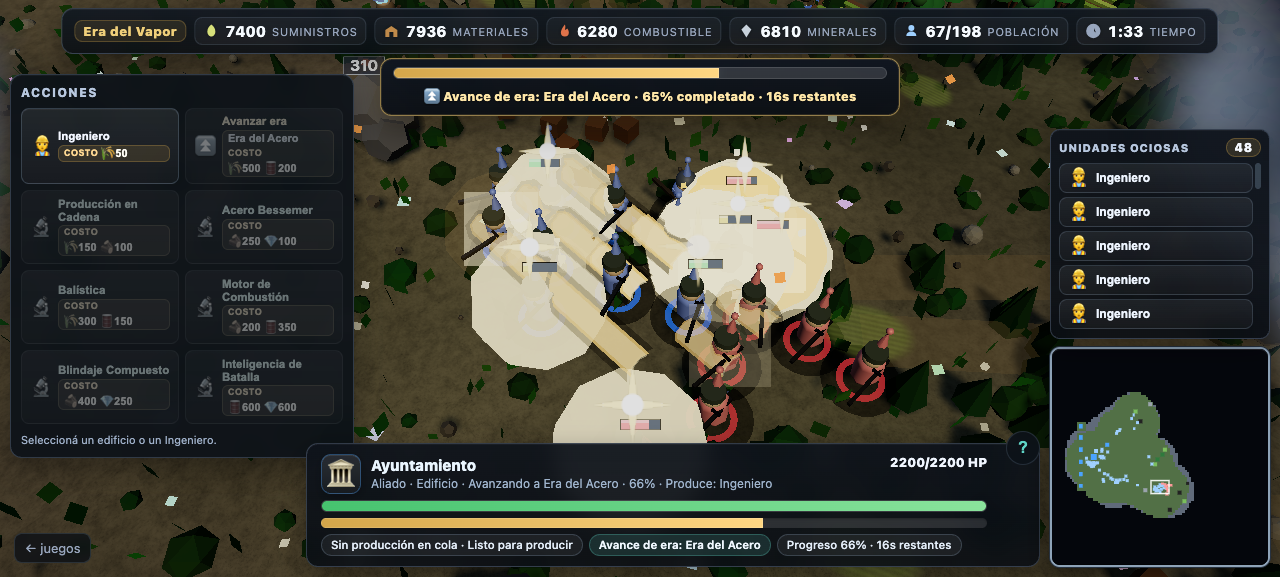 Era del Vapor
7400 SUMINISTROS
7936 MATERIALES
6280 COMBUSTIBLE
6810 MINERALES
67/198 POBLACIÓN
1:33 TIEMPO
310
Avance de era: Era del Acero · 65% completado · 16s restantes
ACCIONES
Ingeniero
COSTO 50
Avanzar era
Era del Acero
COSTO
500 200
Producción en
Cadena
COSTO
150 100
Acero Bessemer
COSTO
250 100
Balística
COSTO
300 150
Motor de
Combustión
COSTO
200 350
Blindaje Compuesto
COSTO
400 250
Inteligencia de
Batalla
COSTO
600 600
Seleccioná un edificio o un Ingeniero.
UNIDADES OCIOSAS 48
Ingeniero
Ingeniero
Ingeniero
Ingeniero
Ingeniero
?
Ayuntamiento
2200/2200 HP
Aliado · Edificio · Avanzando a Era del Acero · 66% · Produce: Ingeniero
Sin producción en cola · Listo para producir
Avance de era: Era del Acero
Progreso 66% · 16s restantes
← juegos